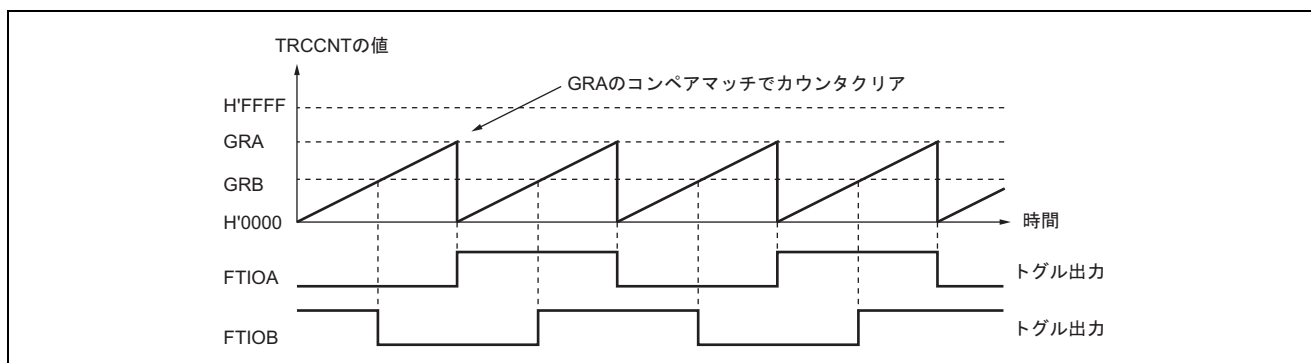 TRCCNTの値
GRAのコンペアマッチでカウンタクリア
H'FFFF
GRA
GRB
H'0000
時間
FTIOA
トグル出力
FTIOB
トグル出力